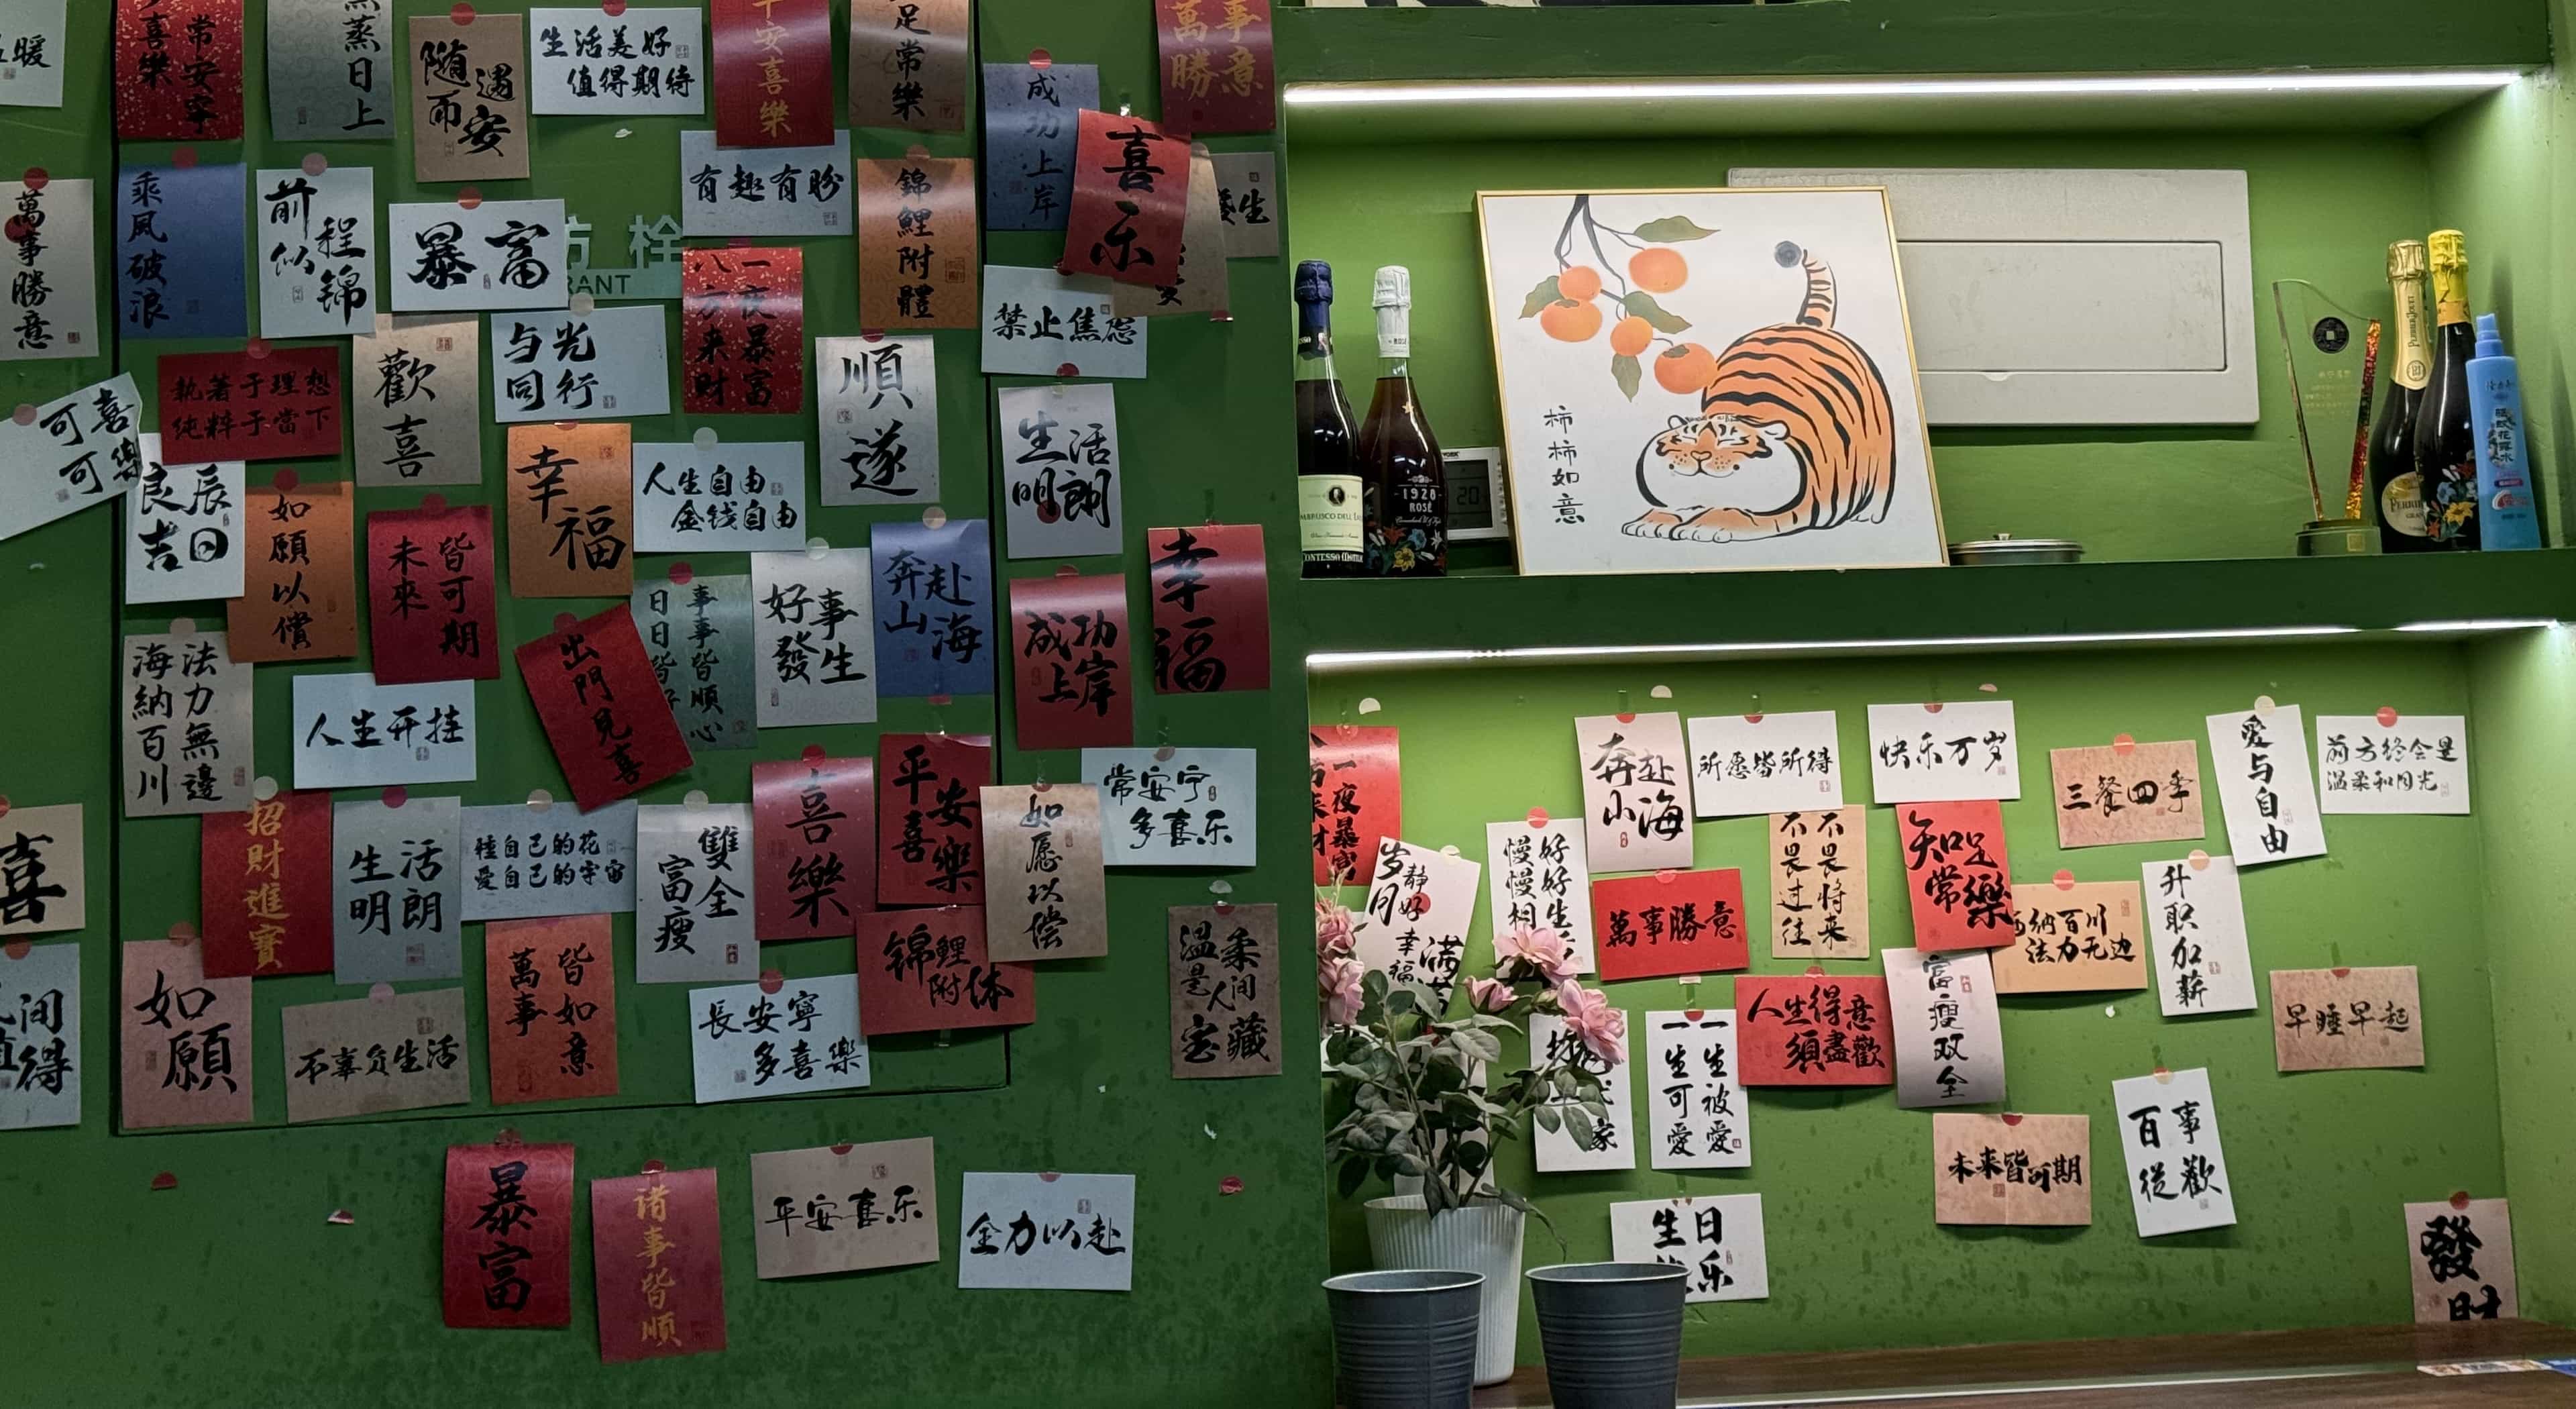 五暖
喜樂
常安寧
蒸日上
随遇
而安
生活美好
值得期待
平安喜樂
足常樂
成功上岸
萬事
勝意
喜乐
萬事勝意
乘風破浪
前程
似锦
暴富
有趣有盼
錦鯉附體
禁止焦虑
栓
RANT
可喜
可樂
執著于理想
純粹于當下
歡喜
与光
同行
一夜暴富
八方来财
順遂
生活
明朗
良辰
吉日
如願以償
未來
皆可期
幸福
人生自由
金钱自由
奔赴
山海
好事
發生
事事皆順心
日日皆好
成功
上岸
幸福
法力無邊
海納百川
人生开挂
出門見喜
喜樂
平安
喜樂
如愿以偿
常安宁
多喜乐
招財進寶
生活
明朗
種自己的花
愛自己的宇宙
雙全
富瘦
锦鲤
附体
温柔
是人间
宝藏
喜
间
值得
如願
不辜负生活
皆如意
萬事
長安寧
多喜樂
暴富
诸事皆順
平安喜乐
全力以赴
柿柿如意
1928
ROSÉ
20
一夜暴富
奔赴
山海
所愿皆所得
快乐万岁
三餐四季
爱与自由
前方终会是
温柔和月光
岁月静好
幸福满
好好生
慢慢相
萬事勝意
不畏将来
不畏过往
知足
常樂
纳百川
法力无边
升职加薪
早睡早起
家
一生被愛
一生可愛
人生得意
須盡歡
富瘦双全
未来皆可期
百事
從歡
生日
乐
發財